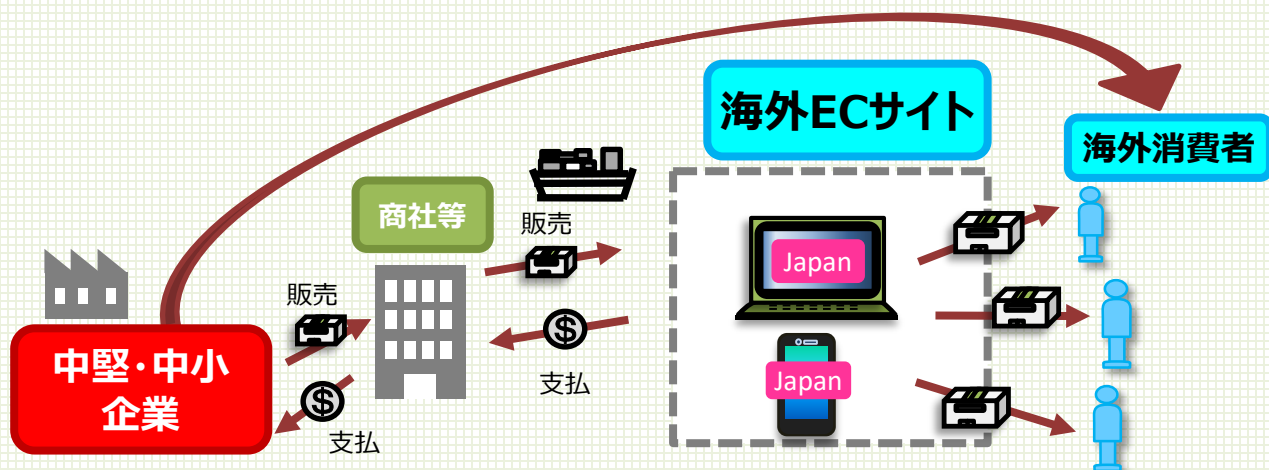 海外ECサイト
海外消費者
商社等
販売
Japan
販売
中堅・中小
企業
支払
Japan
支払